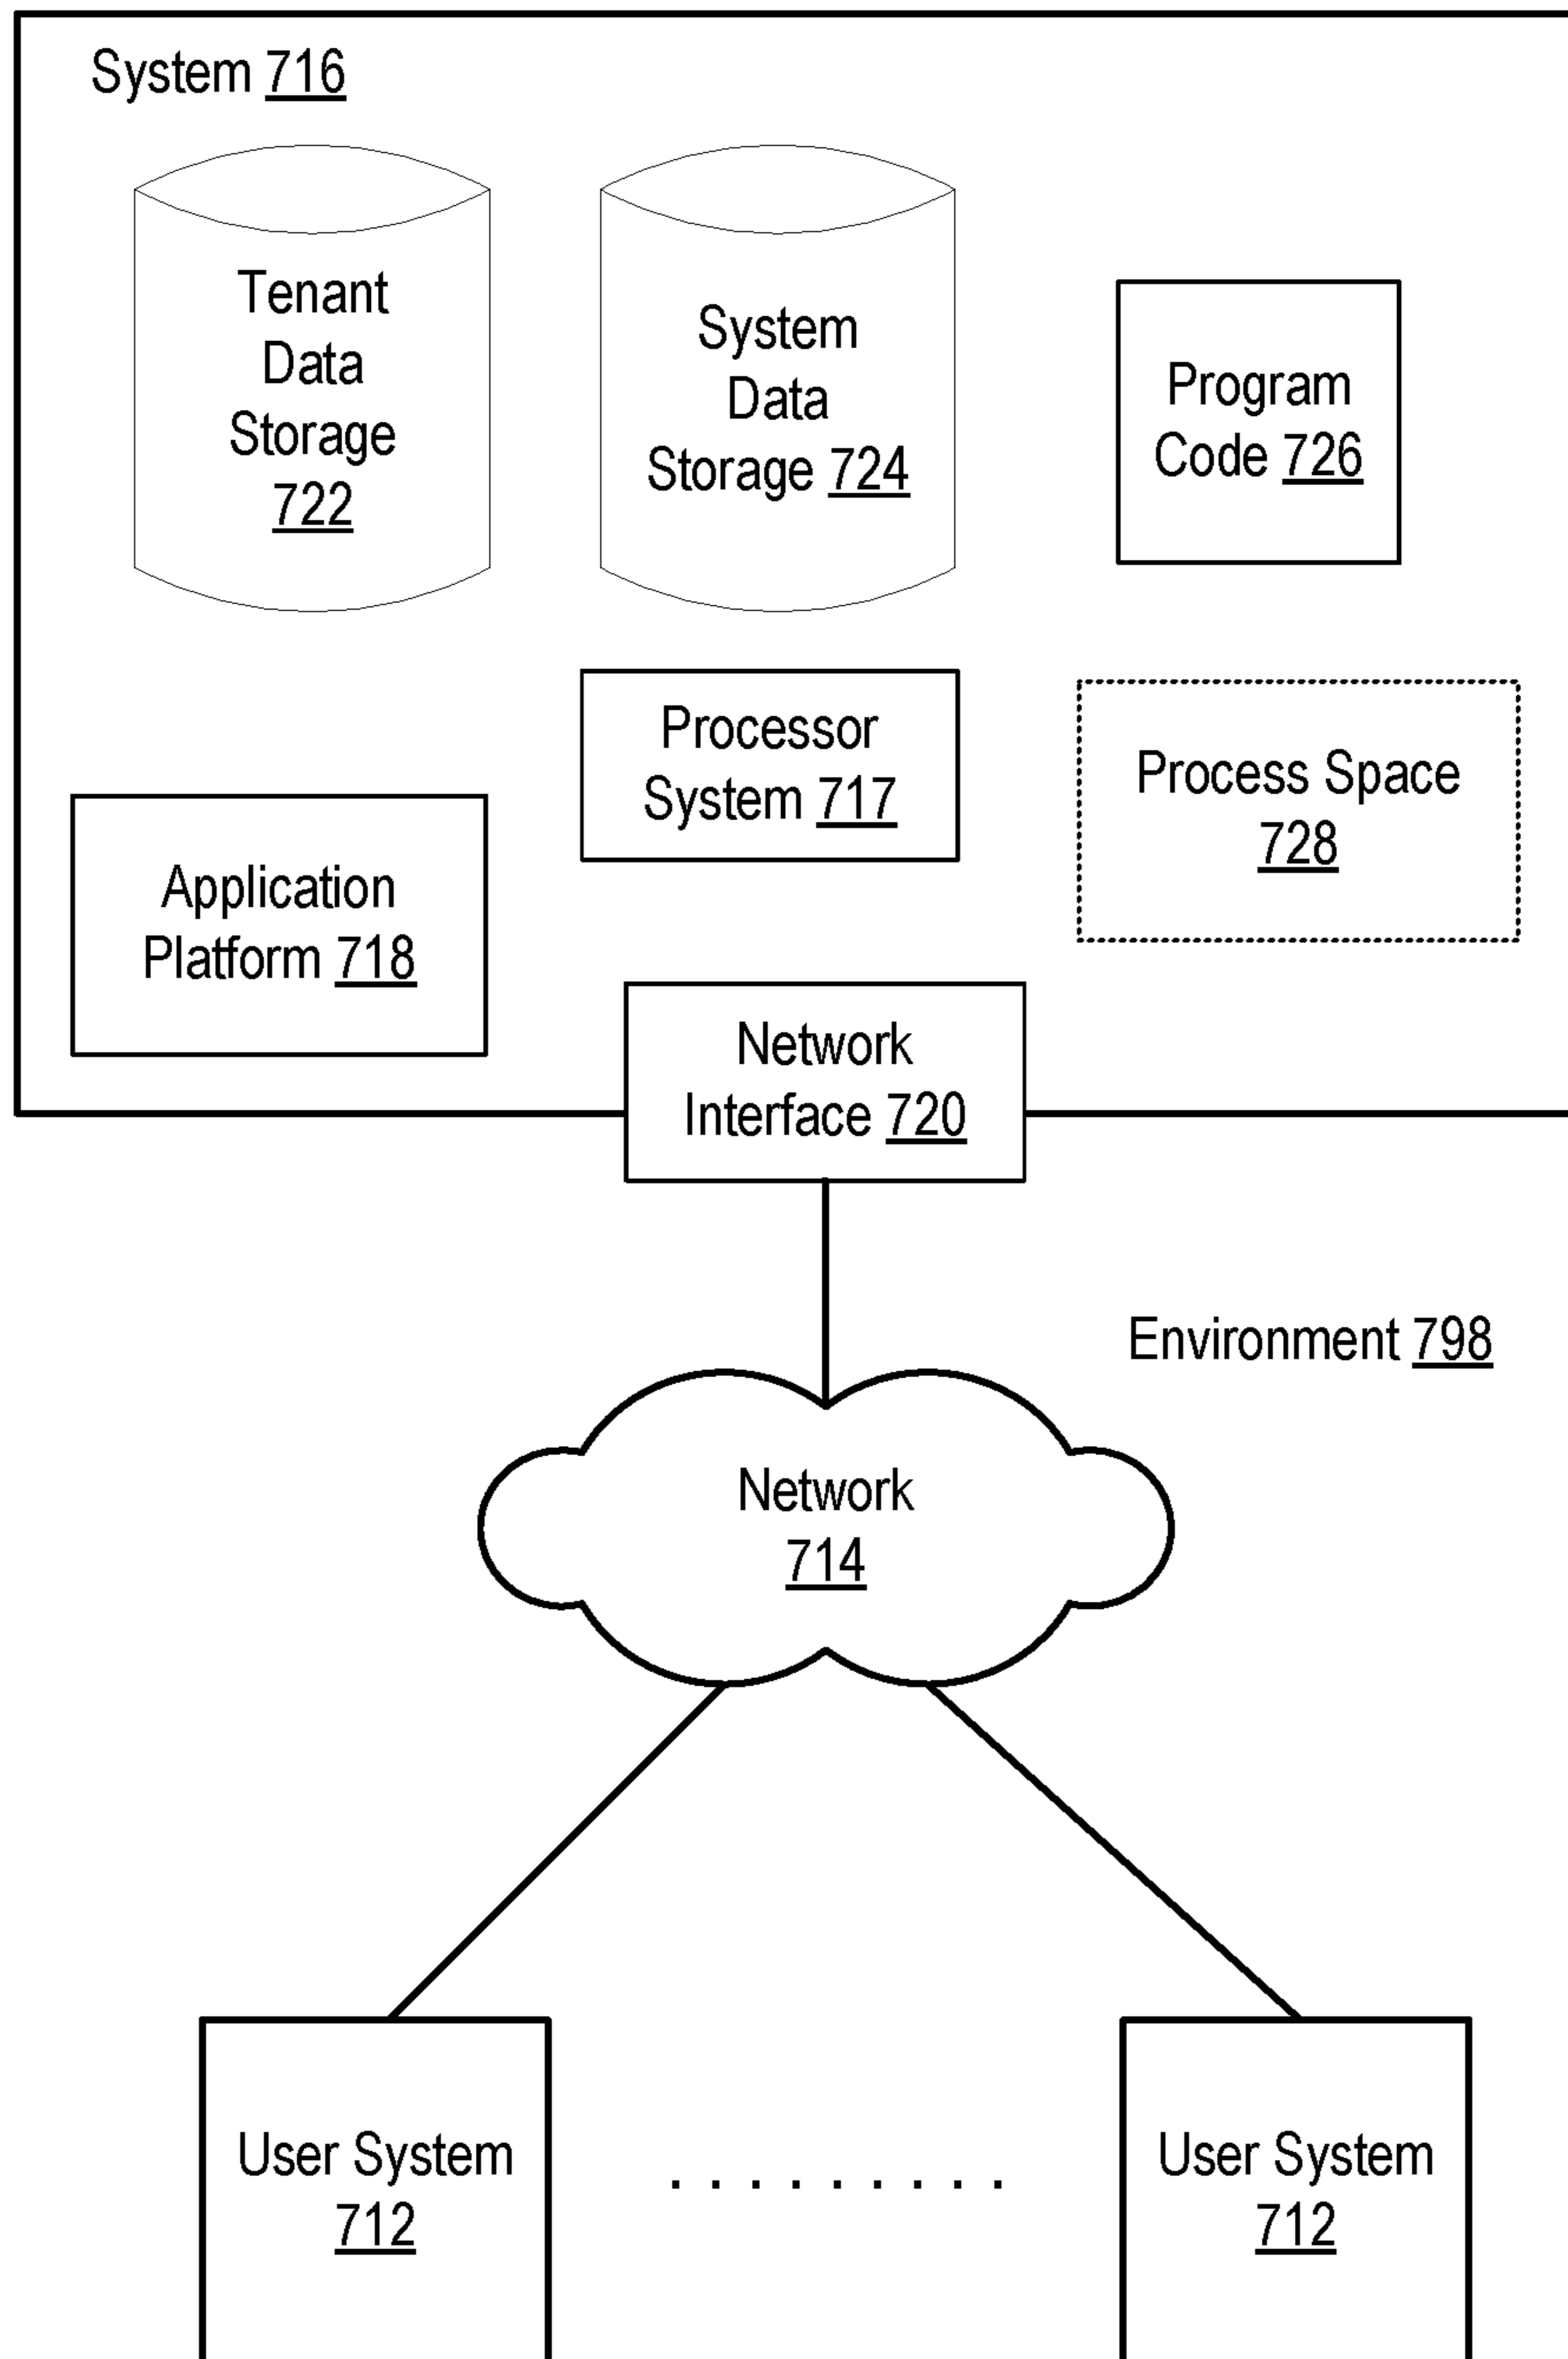 System 716
Tenant
Data
Storage
722
System
Data
Storage 724
Program
Code 726
Processor
System 717
Process Space
728
Application
Platform 718
Network
Interface 720
Environment 798
Network
714
User System
712
. . . . . . . . .
User System
712